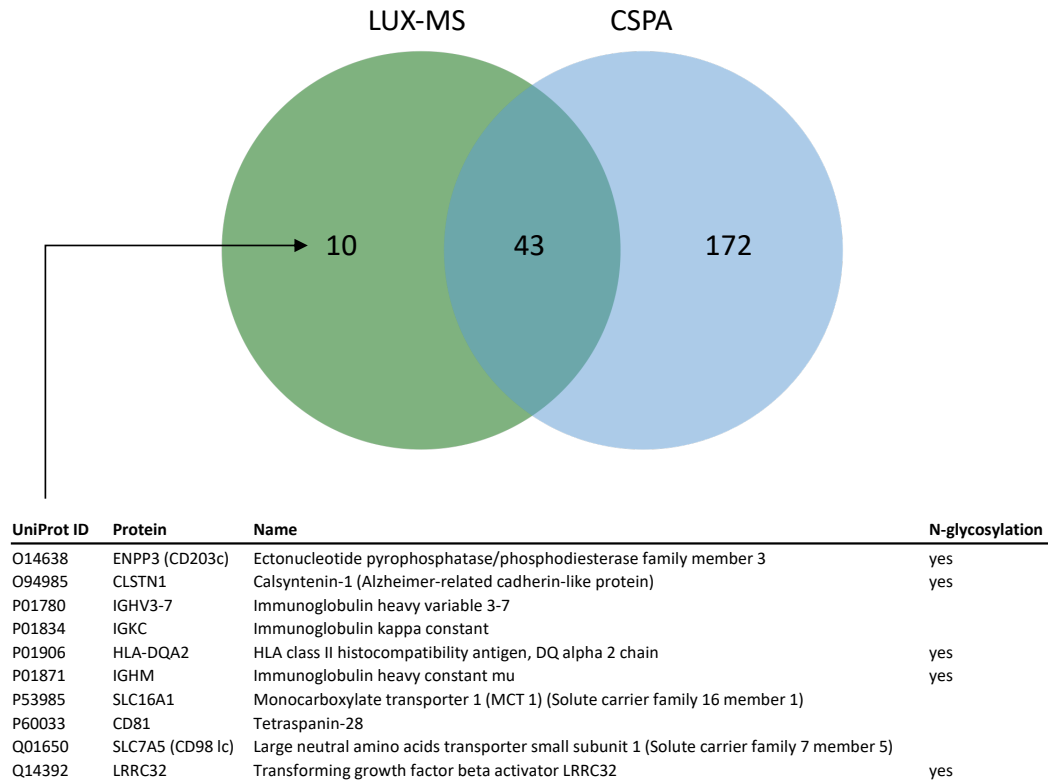 LUX-MS CSPA
10 43 172
UniProt ID Protein Name N-glycosylation
O14638 ENPP3 (CD203c) Ectonucleotide pyrophosphatase/phosphodiesterase family member 3 yes
O94985 CLSTN1 Calsyntenin-1 (Alzheimer-related cadherin-like protein) yes
P01780 IGHV3-7 Immunoglobulin heavy variable 3-7
P01834 IGKC Immunoglobulin kappa constant
P01906 HLA-DQA2 HLA class II histocompatibility antigen, DQ alpha 2 chain yes
P01871 IGHM Immunoglobulin heavy constant mu yes
P53985 SLC16A1 Monocarboxylate transporter 1 (MCT 1) (Solute carrier family 16 member 1)
P60033 CD81 Tetraspanin-28
Q01650 SLC7A5 (CD98 lc) Large neutral amino acids transporter small subunit 1 (Solute carrier family 7 member 5)
Q14392 LRRC32 Transforming growth factor beta activator LRRC32 yes